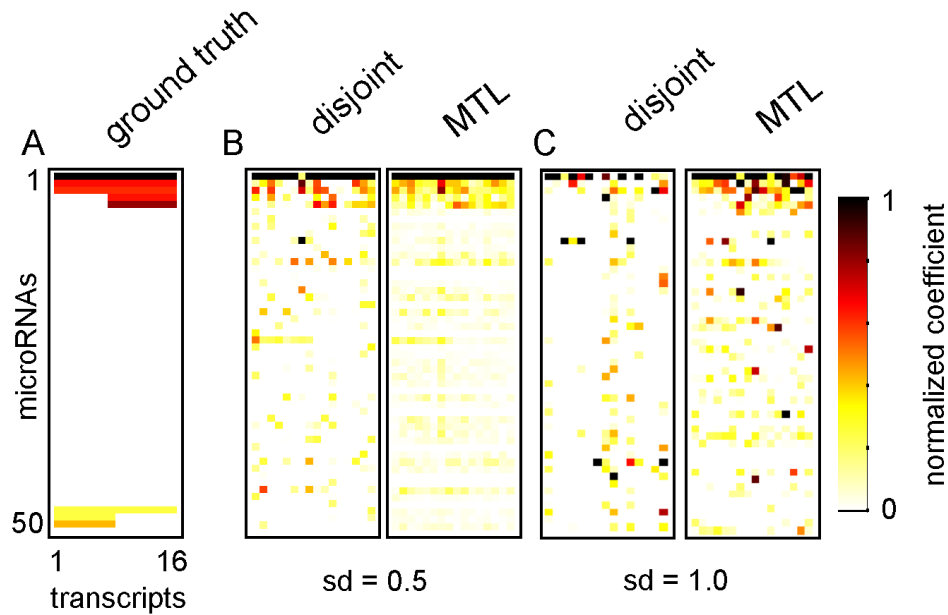 ground truth
disjoint
MTL
disjoint
MTL
A
B
C
1
50
microRNAs
1 16
transcripts
sd = 0.5
sd = 1.0
1
0
normalized coefficient